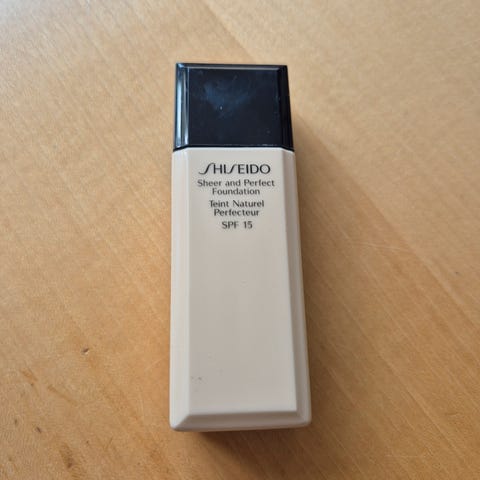 SHISEIDO
Sheer and Perfect
Foundation
Teint Naturel
Perfecteur
SPF 15